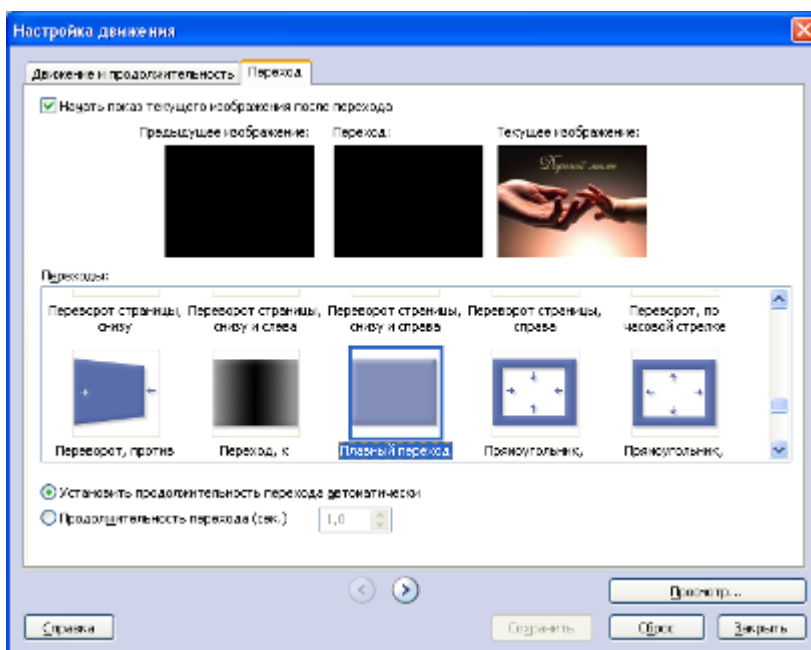 Настройка движения
Движение и продолжительность
Переход
Начать показ текущего изображения после перехода
Предыдущее изображение:
Переход:
Текущее изображение:
Переходы:
Переворот страницы, снизу
Переворот страницы, снизу и слева
Переворот страницы, снизу и справа
Переворот страницы, справа
Переворот, по часовой стрелке
Переворот, против
Переход, к
Плавный переход
Прямоугольник,
Прямоугольник,
Установить продолжительность перехода автоматически
Продолжительность перехода (сек.)
1,0
Просмотр...
Справка
Сохранить
Сброс
Закрыть